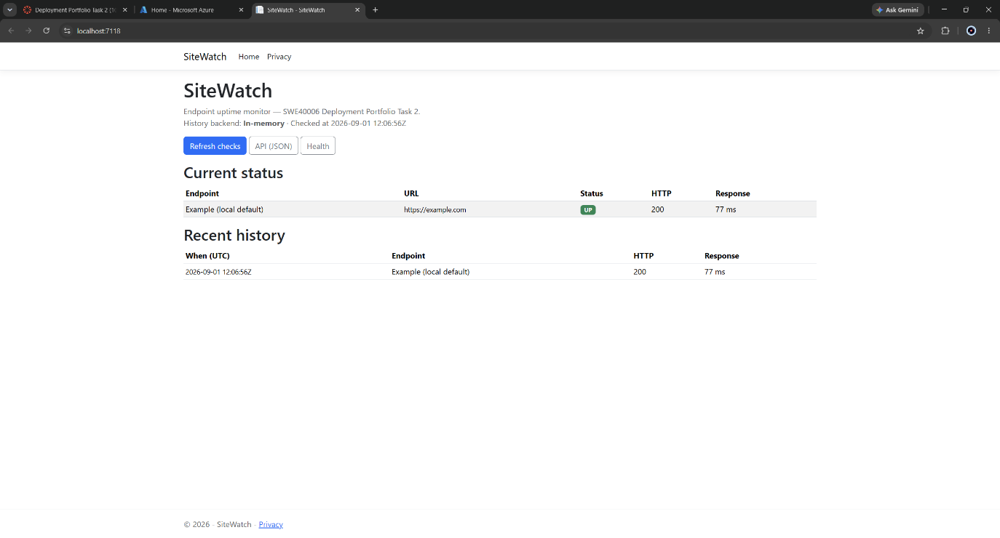 Deployment Portfolio Task 2 (1
Home - Microsoft Azure
SiteWatch - SiteWatch
Ask Gemini
localhost:7118
SiteWatch Home Privacy
SiteWatch
Endpoint uptime monitor — SWE40006 Deployment Portfolio Task 2.
History backend: In-memory · Checked at 2026-09-01 12:06:56Z
Refresh checks API (JSON) Health
Current status
Endpoint URL Status HTTP Response
Example (local default) https://example.com UP 200 77 ms
Recent history
When (UTC) Endpoint HTTP Response
2026-09-01 12:06:56Z Example (local default) 200 77 ms
© 2026 - SiteWatch - Privacy